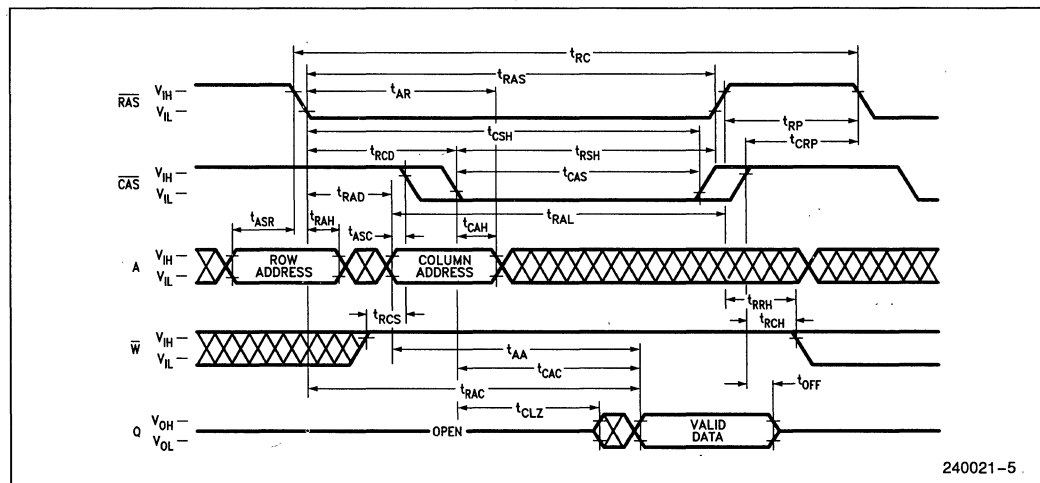 tRC
tRAS
tAR
RAS VIH
VIL
tRP
tCSH
tCRP
tRCD tRSH
CAS VIH
VIL
tCAS
tRAD
tRAL
tASR tRAH tASC tCAH
A VIH
VIL
ROW ADDRESS
COLUMN ADDRESS
tRRH
tRCS tRCH
W VIH
VIL
tAA
tCAC
tRAC tOFF
tCLZ
Q VOH
VOL
OPEN
VALID DATA
240021-5